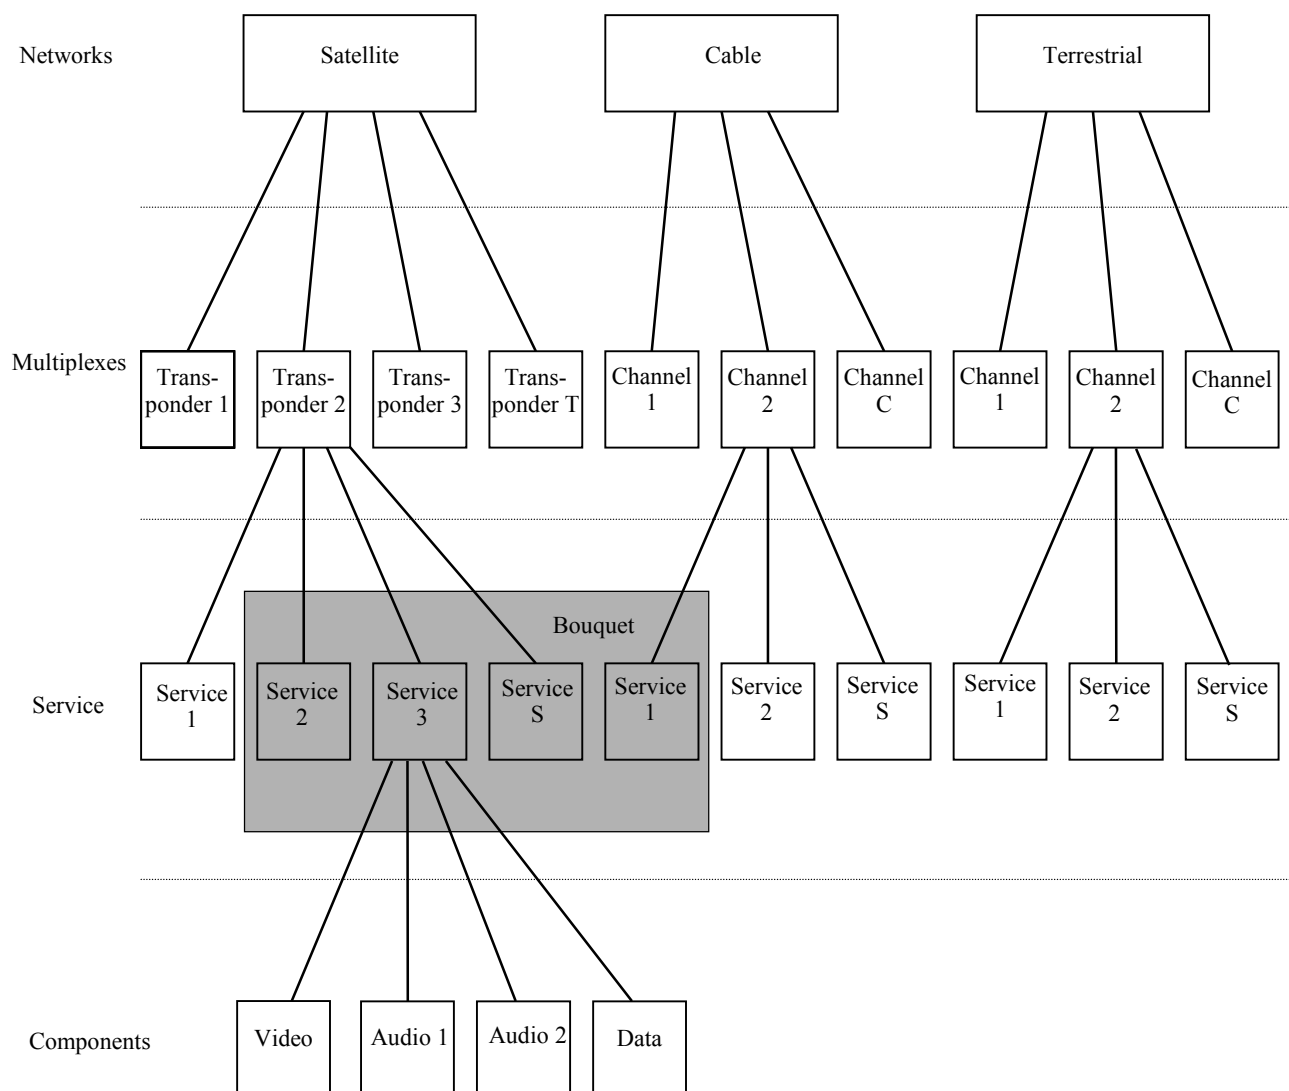 Networks
Satellite
Cable
Terrestrial
Multiplexes
Trans-
ponder 1
Trans-
ponder 2
Trans-
ponder 3
Trans-
ponder T
Channel
1
Channel
2
Channel
C
Channel
1
Channel
2
Channel
C
Bouquet
Service
Service
1
Service
2
Service
3
Service
S
Service
1
Service
2
Service
S
Service
1
Service
2
Service
S
Components
Video
Audio 1
Audio 2
Data